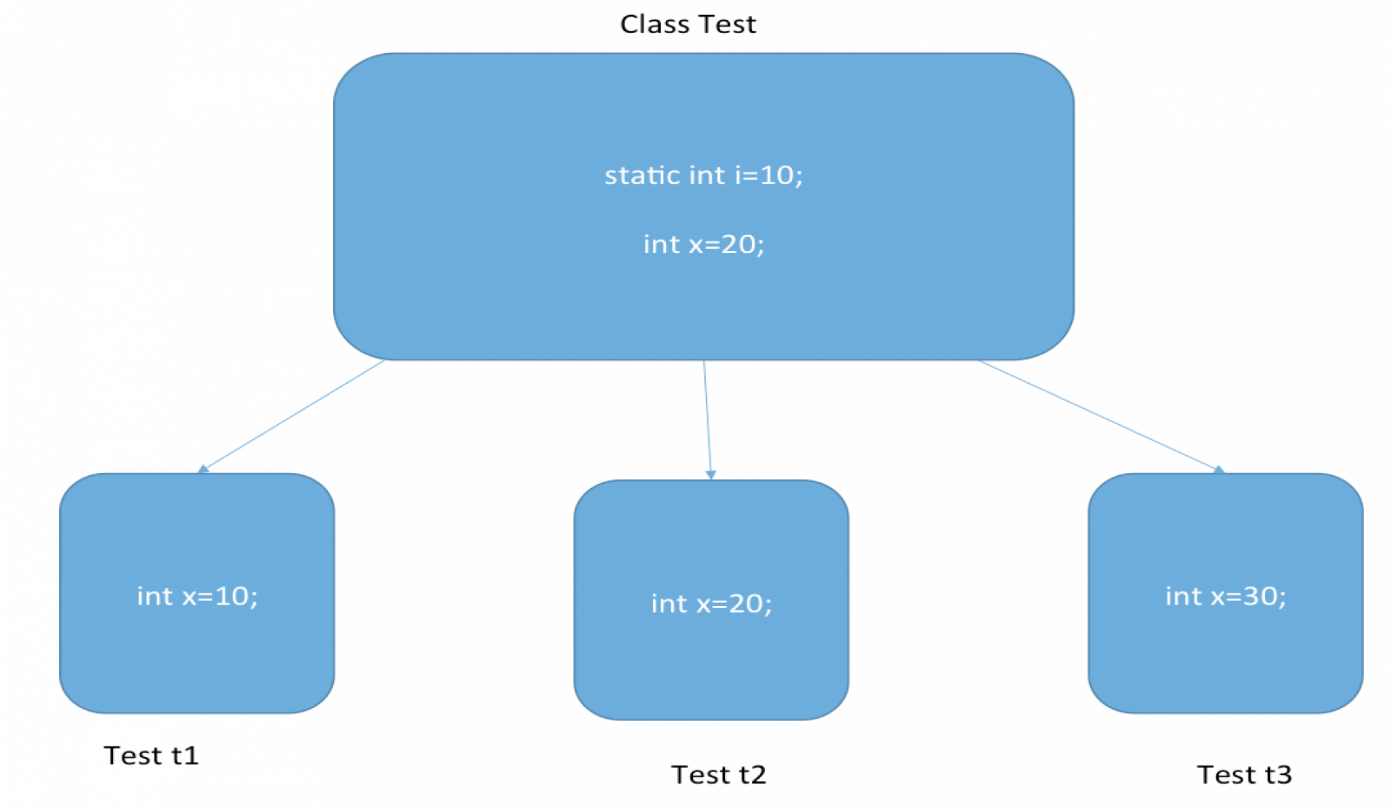 Class Test
static int i=10;
int x=20;
int x=10;
int x=20;
int x=30;
Test t1
Test t2
Test t3